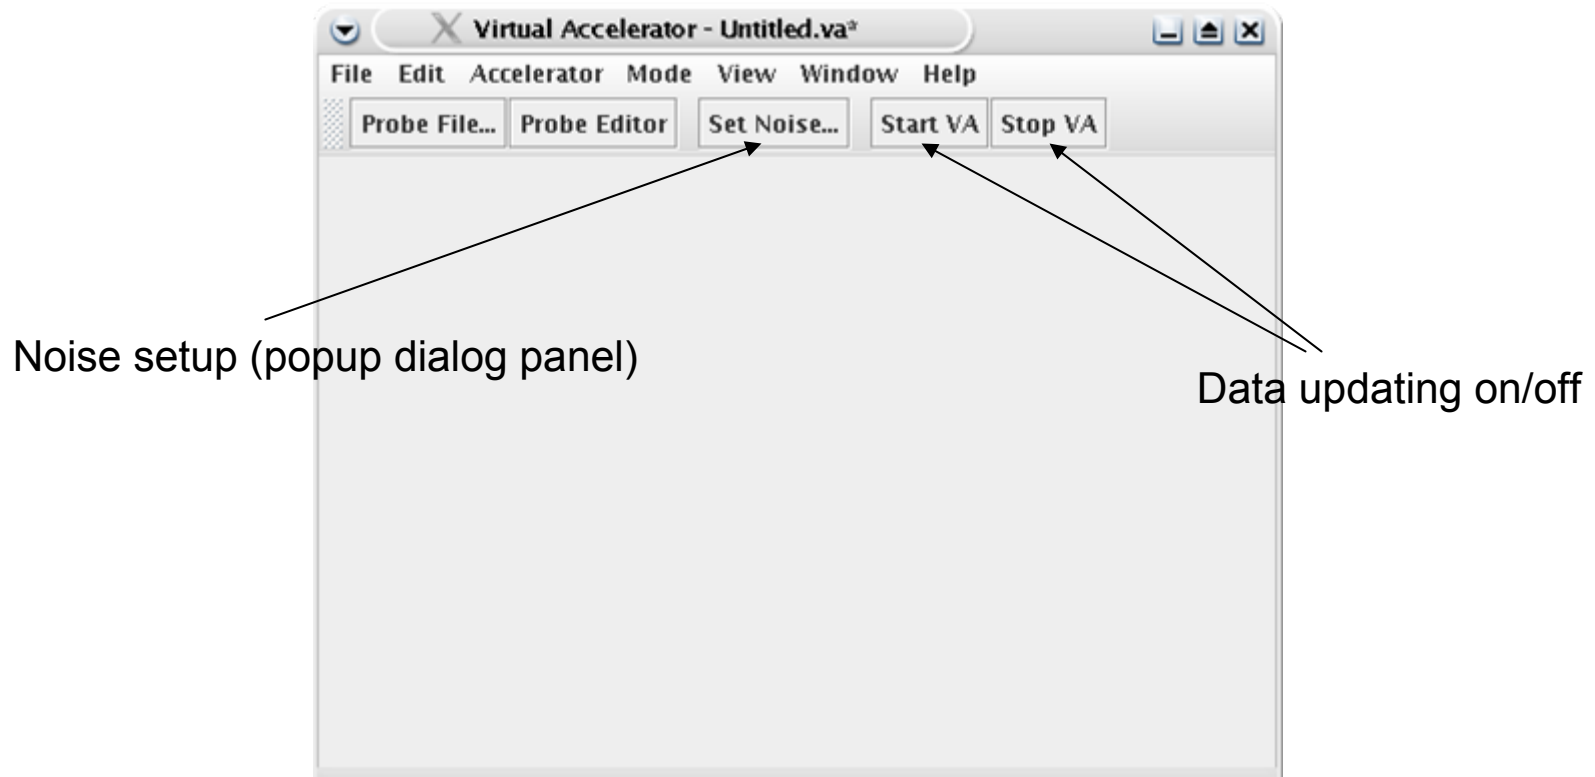 Virtual Accelerator - Untitled.va*
File Edit Accelerator Mode View Window Help
Probe File... Probe Editor Set Noise... Start VA Stop VA
Noise setup (popup dialog panel)
Data updating on/off